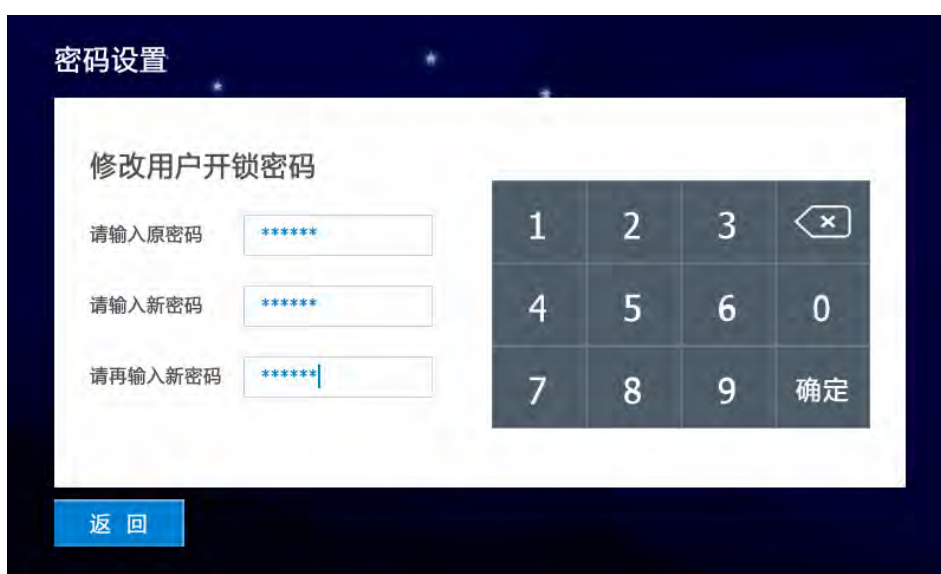 密码设置
修改用户开锁密码
请输入原密码 ******
请输入新密码 ******
请再输入新密码 ******
1 2 3
4 5 6 0
7 8 9 确定
返回